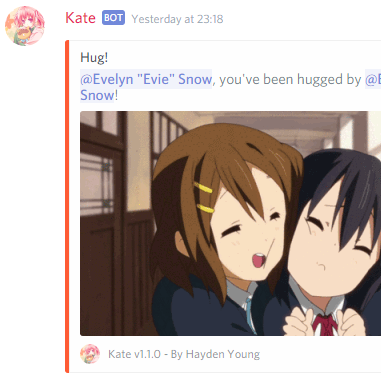 Kate BOT Yesterday at 23:18
Hug!
@Evelyn "Evie" Snow, you've been hugged by @
Snow!
Kate v1.1.0 - By Hayden Young